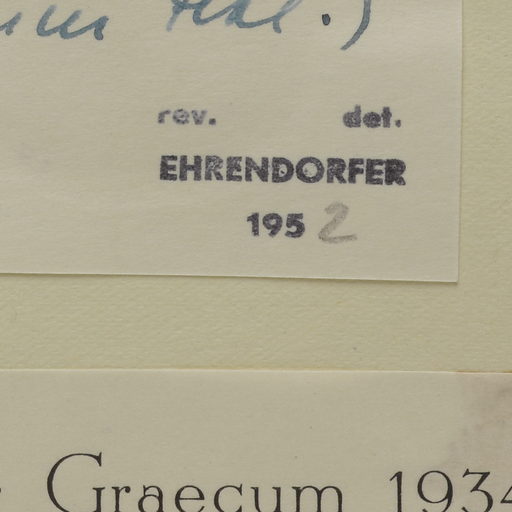 rev. det.
EHRENDORFER
1952
Graecum 1934